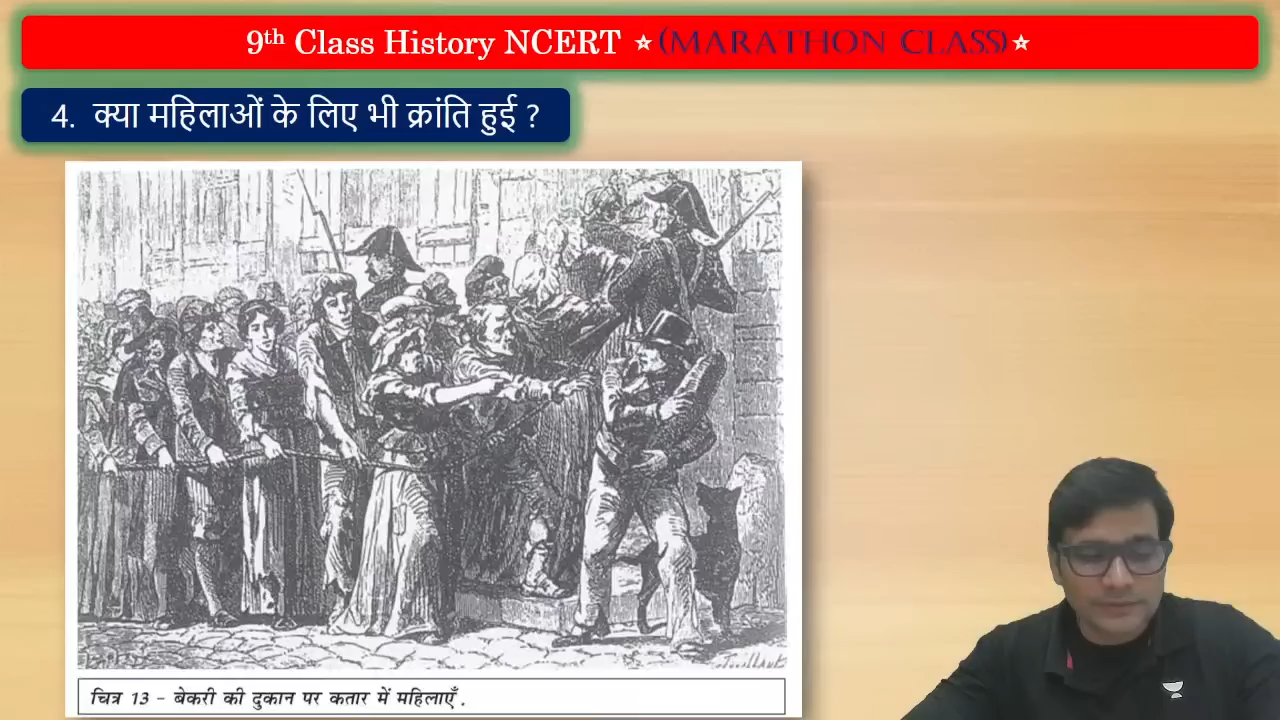 9th Class History NCERT ☆(MARATHON CLASS)☆
4. क्या महिलाओं के लिए भी क्रांति हुई ?
चित्र 13 - बेकरी की दुकान पर कतार में महिलाएँ .